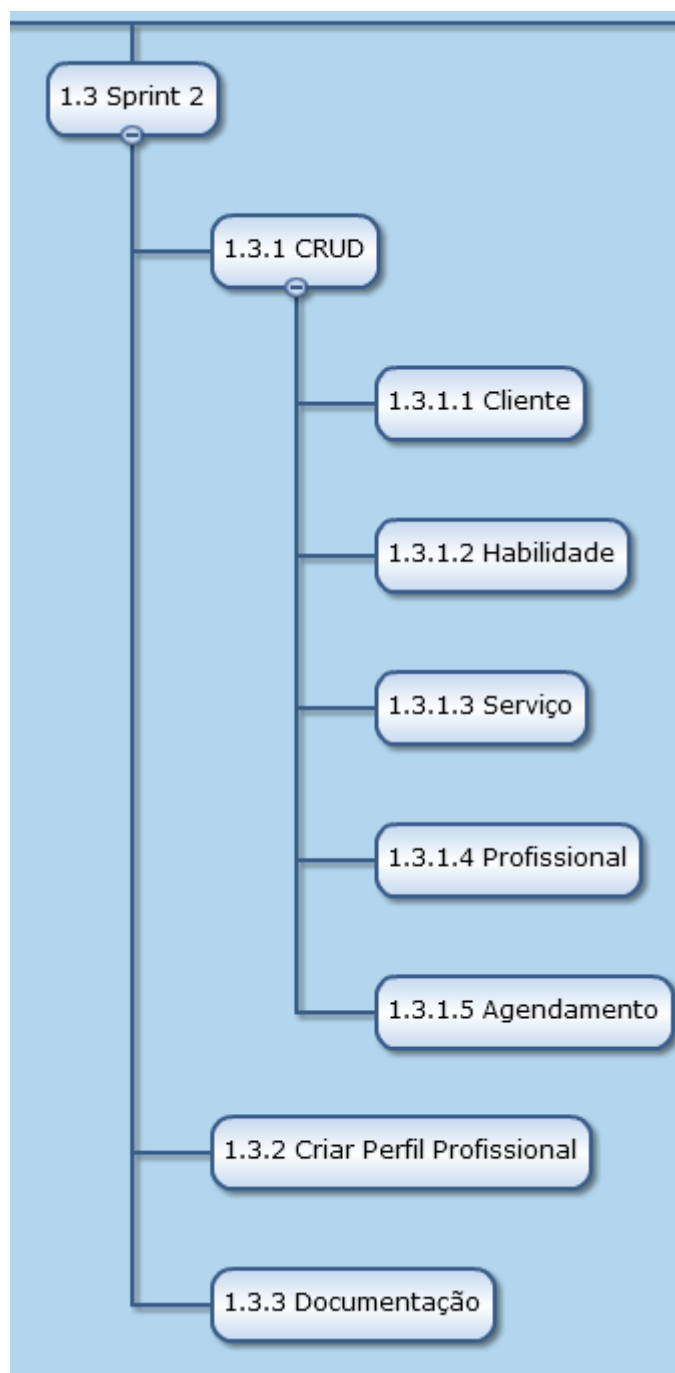 1.3 Sprint 2
1.3.1 CRUD
1.3.1.1 Cliente
1.3.1.2 Habilidade
1.3.1.3 Serviço
1.3.1.4 Profissional
1.3.1.5 Agendamento
1.3.2 Criar Perfil Profissional
1.3.3 Documentação